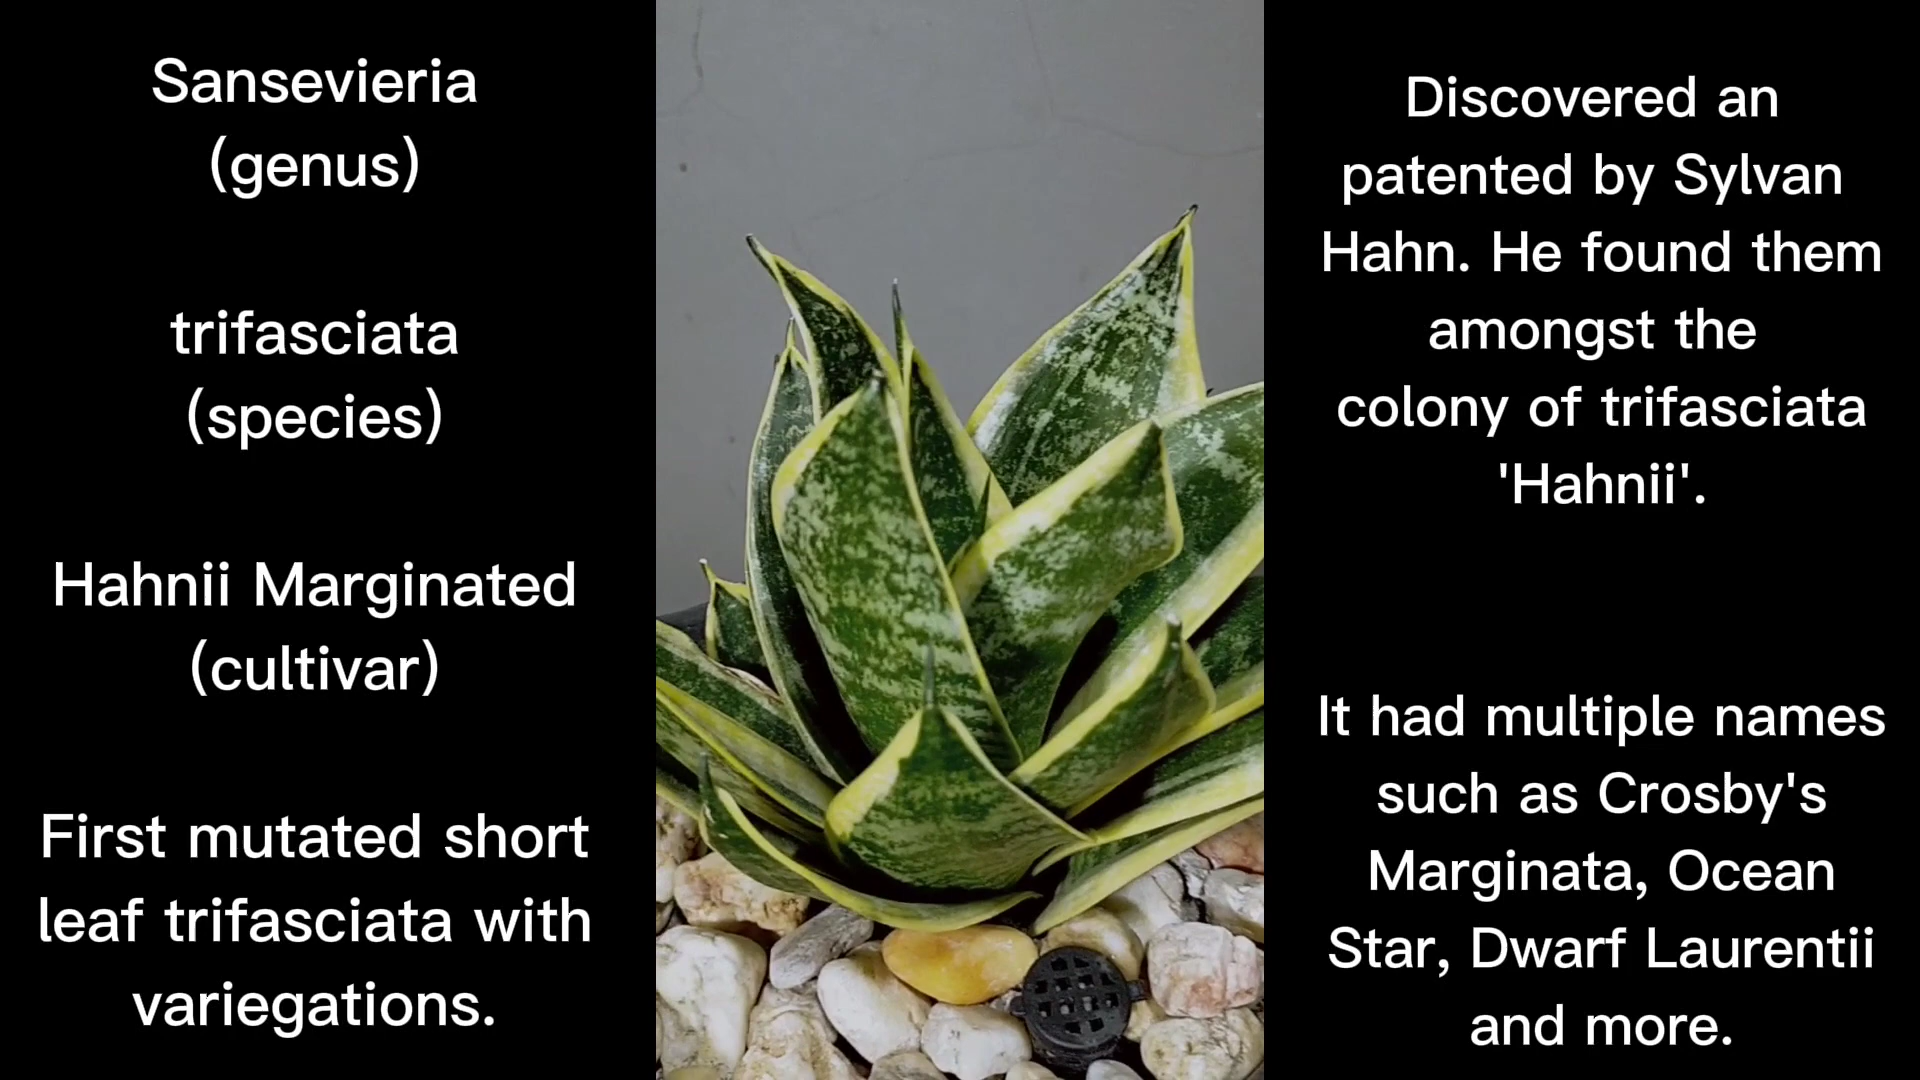 Sansevieria
(genus)
trifasciata
(species)
Hahnii Marginated
(cultivar)
First mutated short
leaf trifasciata with
variegations.
Discovered an
patented by Sylvan
Hahn. He found them
amongst the
colony of trifasciata
'Hahnii'.
It had multiple names
such as Crosby's
Marginata, Ocean
Star, Dwarf Laurentii
and more.